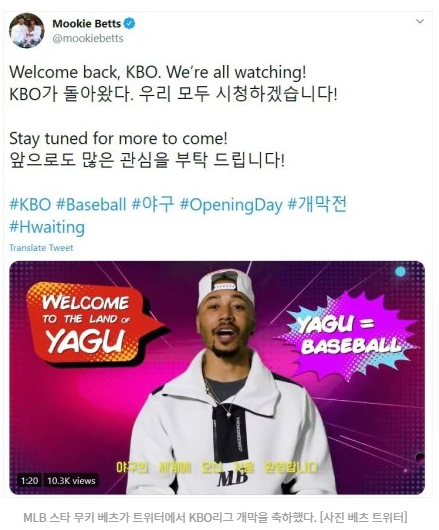 Mookie Betts
@mookiebetts
Welcome back, KBO. We're all watching!
KBO가 돌아왔다. 우리 모두 시청하겠습니다!
Stay tuned for more to come!
앞으로도 많은 관심을 부탁 드립니다!
#KBO #Baseball #야구 #OpeningDay #개막전
#Hwaiting
Translate Tweet
WELCOME
TO THE LAND OF
YAGU
YAGU =
BASEBALL
야구의 세계에 오신 걸 환영합니다
MB
1:20 10.3K views
MLB 스타 무키 베츠가 트위터에서 KBO리그 개막을 축하했다. [사진 베츠 트위터]